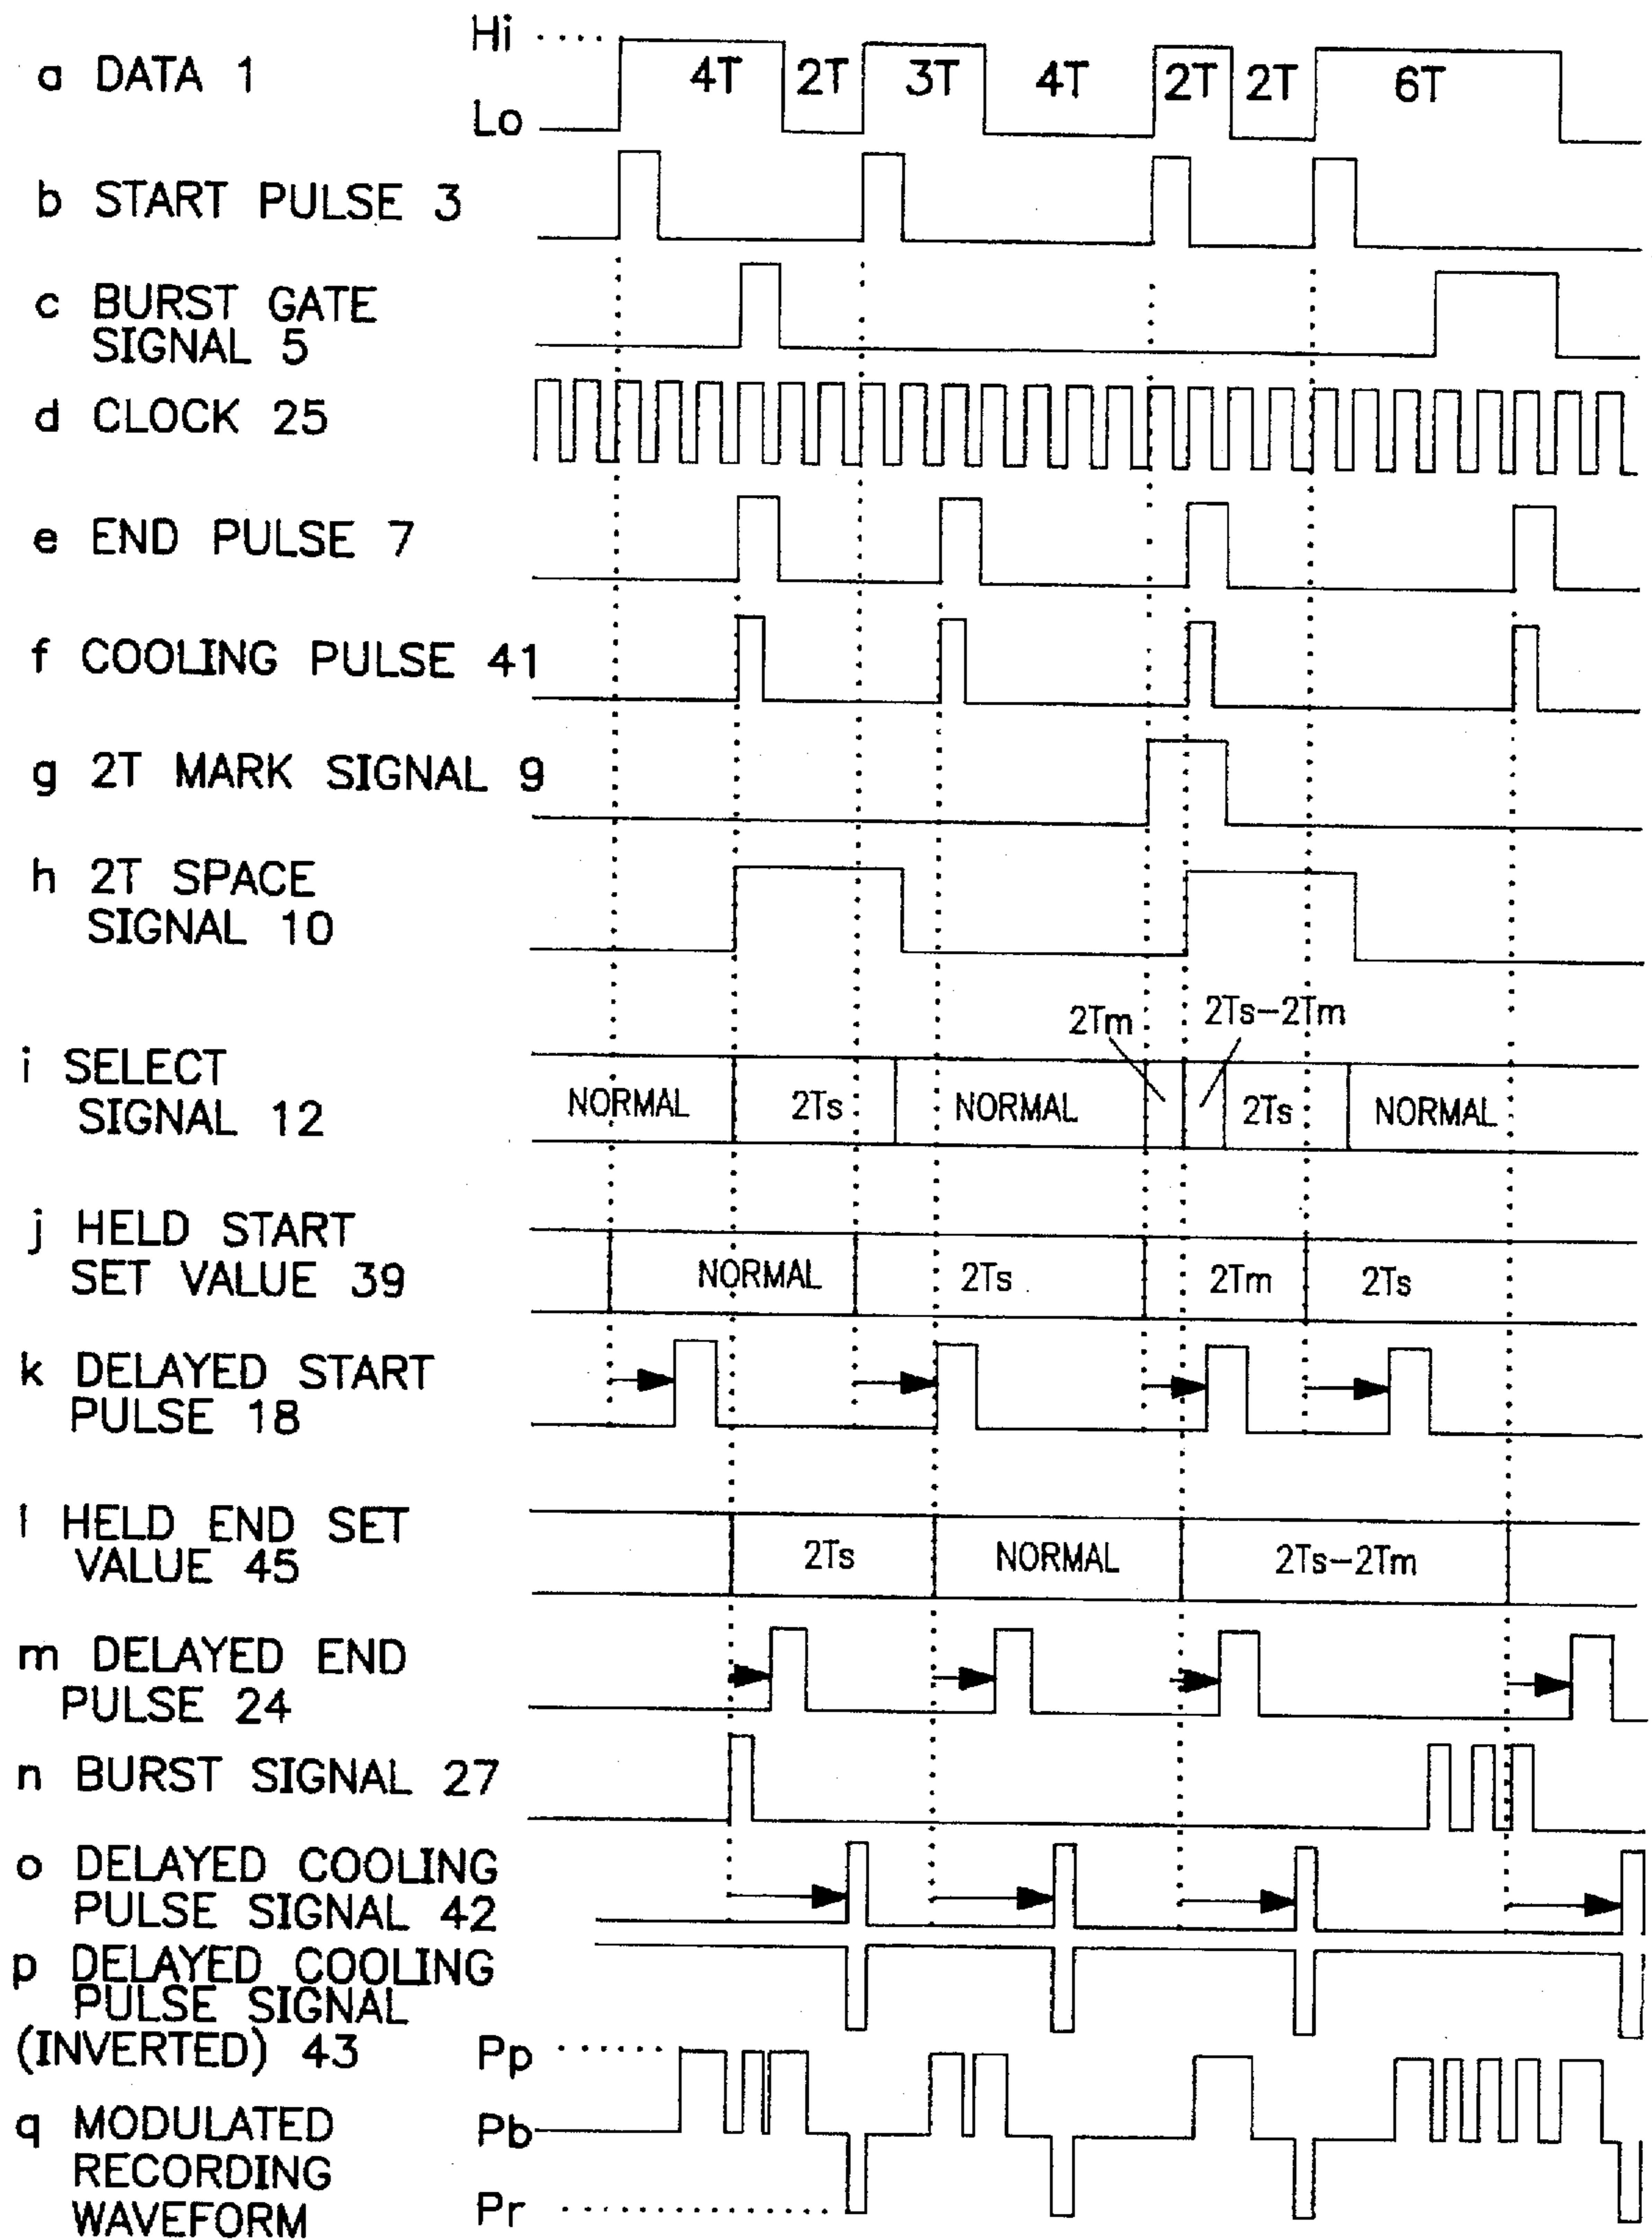 Hi
a DATA 1
4T 2T 3T 4T 2T 2T 6T
Lo
b START PULSE 3
c BURST GATE
SIGNAL 5
d CLOCK 25
e END PULSE 7
f COOLING PULSE 41
g 2T MARK SIGNAL 9
h 2T SPACE
SIGNAL 10
2Tm 2Ts-2Tm
i SELECT
SIGNAL 12
NORMAL 2Ts NORMAL 2Ts NORMAL
j HELD START
SET VALUE 39
NORMAL 2Ts 2Tm 2Ts
k DELAYED START
PULSE 18
l HELD END SET
VALUE 45
2Ts NORMAL 2Ts-2Tm
m DELAYED END
PULSE 24
n BURST SIGNAL 27
o DELAYED COOLING
PULSE SIGNAL 42
p DELAYED COOLING
PULSE SIGNAL
(INVERTED) 43
Pp
q MODULATED
RECORDING
WAVEFORM
Pb
Pr